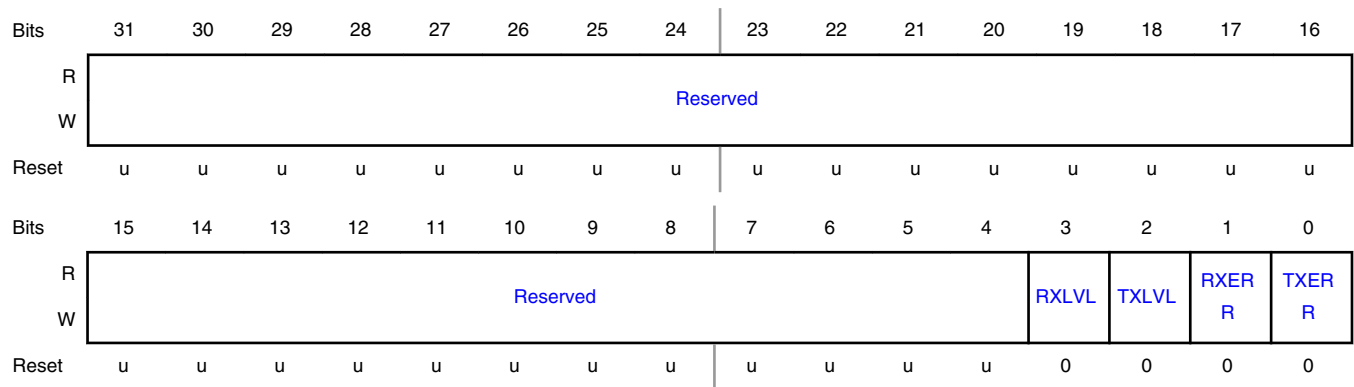 Bits 31 30 29 28 27 26 25 24 23 22 21 20 19 18 17 16
R
Reserved
W
Reset u u u u u u u u u u u u u u u u
Bits 15 14 13 12 11 10 9 8 7 6 5 4 3 2 1 0
R
Reserved RXLVL TXLVL RXER TXER
R R
W
Reset u u u u u u u u u u u u 0 0 0 0